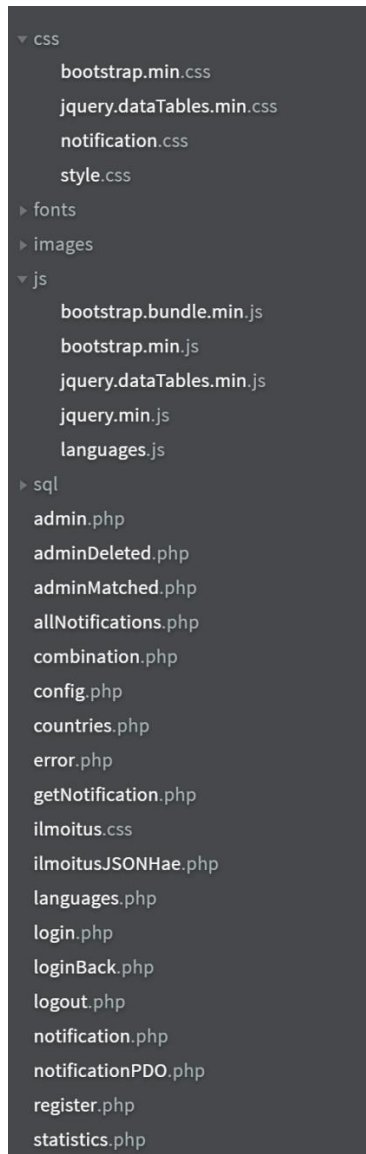 css
bootstrap.min.css
jquery.dataTables.min.css
notification.css
style.css
fonts
images
js
bootstrap.bundle.min.js
bootstrap.min.js
jquery.dataTables.min.js
jquery.min.js
languages.js
sql
admin.php
adminDeleted.php
adminMatched.php
allNotifications.php
combination.php
config.php
countries.php
error.php
getNotification.php
ilmoitus.css
ilmoitusJSONHae.php
languages.php
login.php
loginBack.php
logout.php
notification.php
notificationPDO.php
register.php
statistics.php